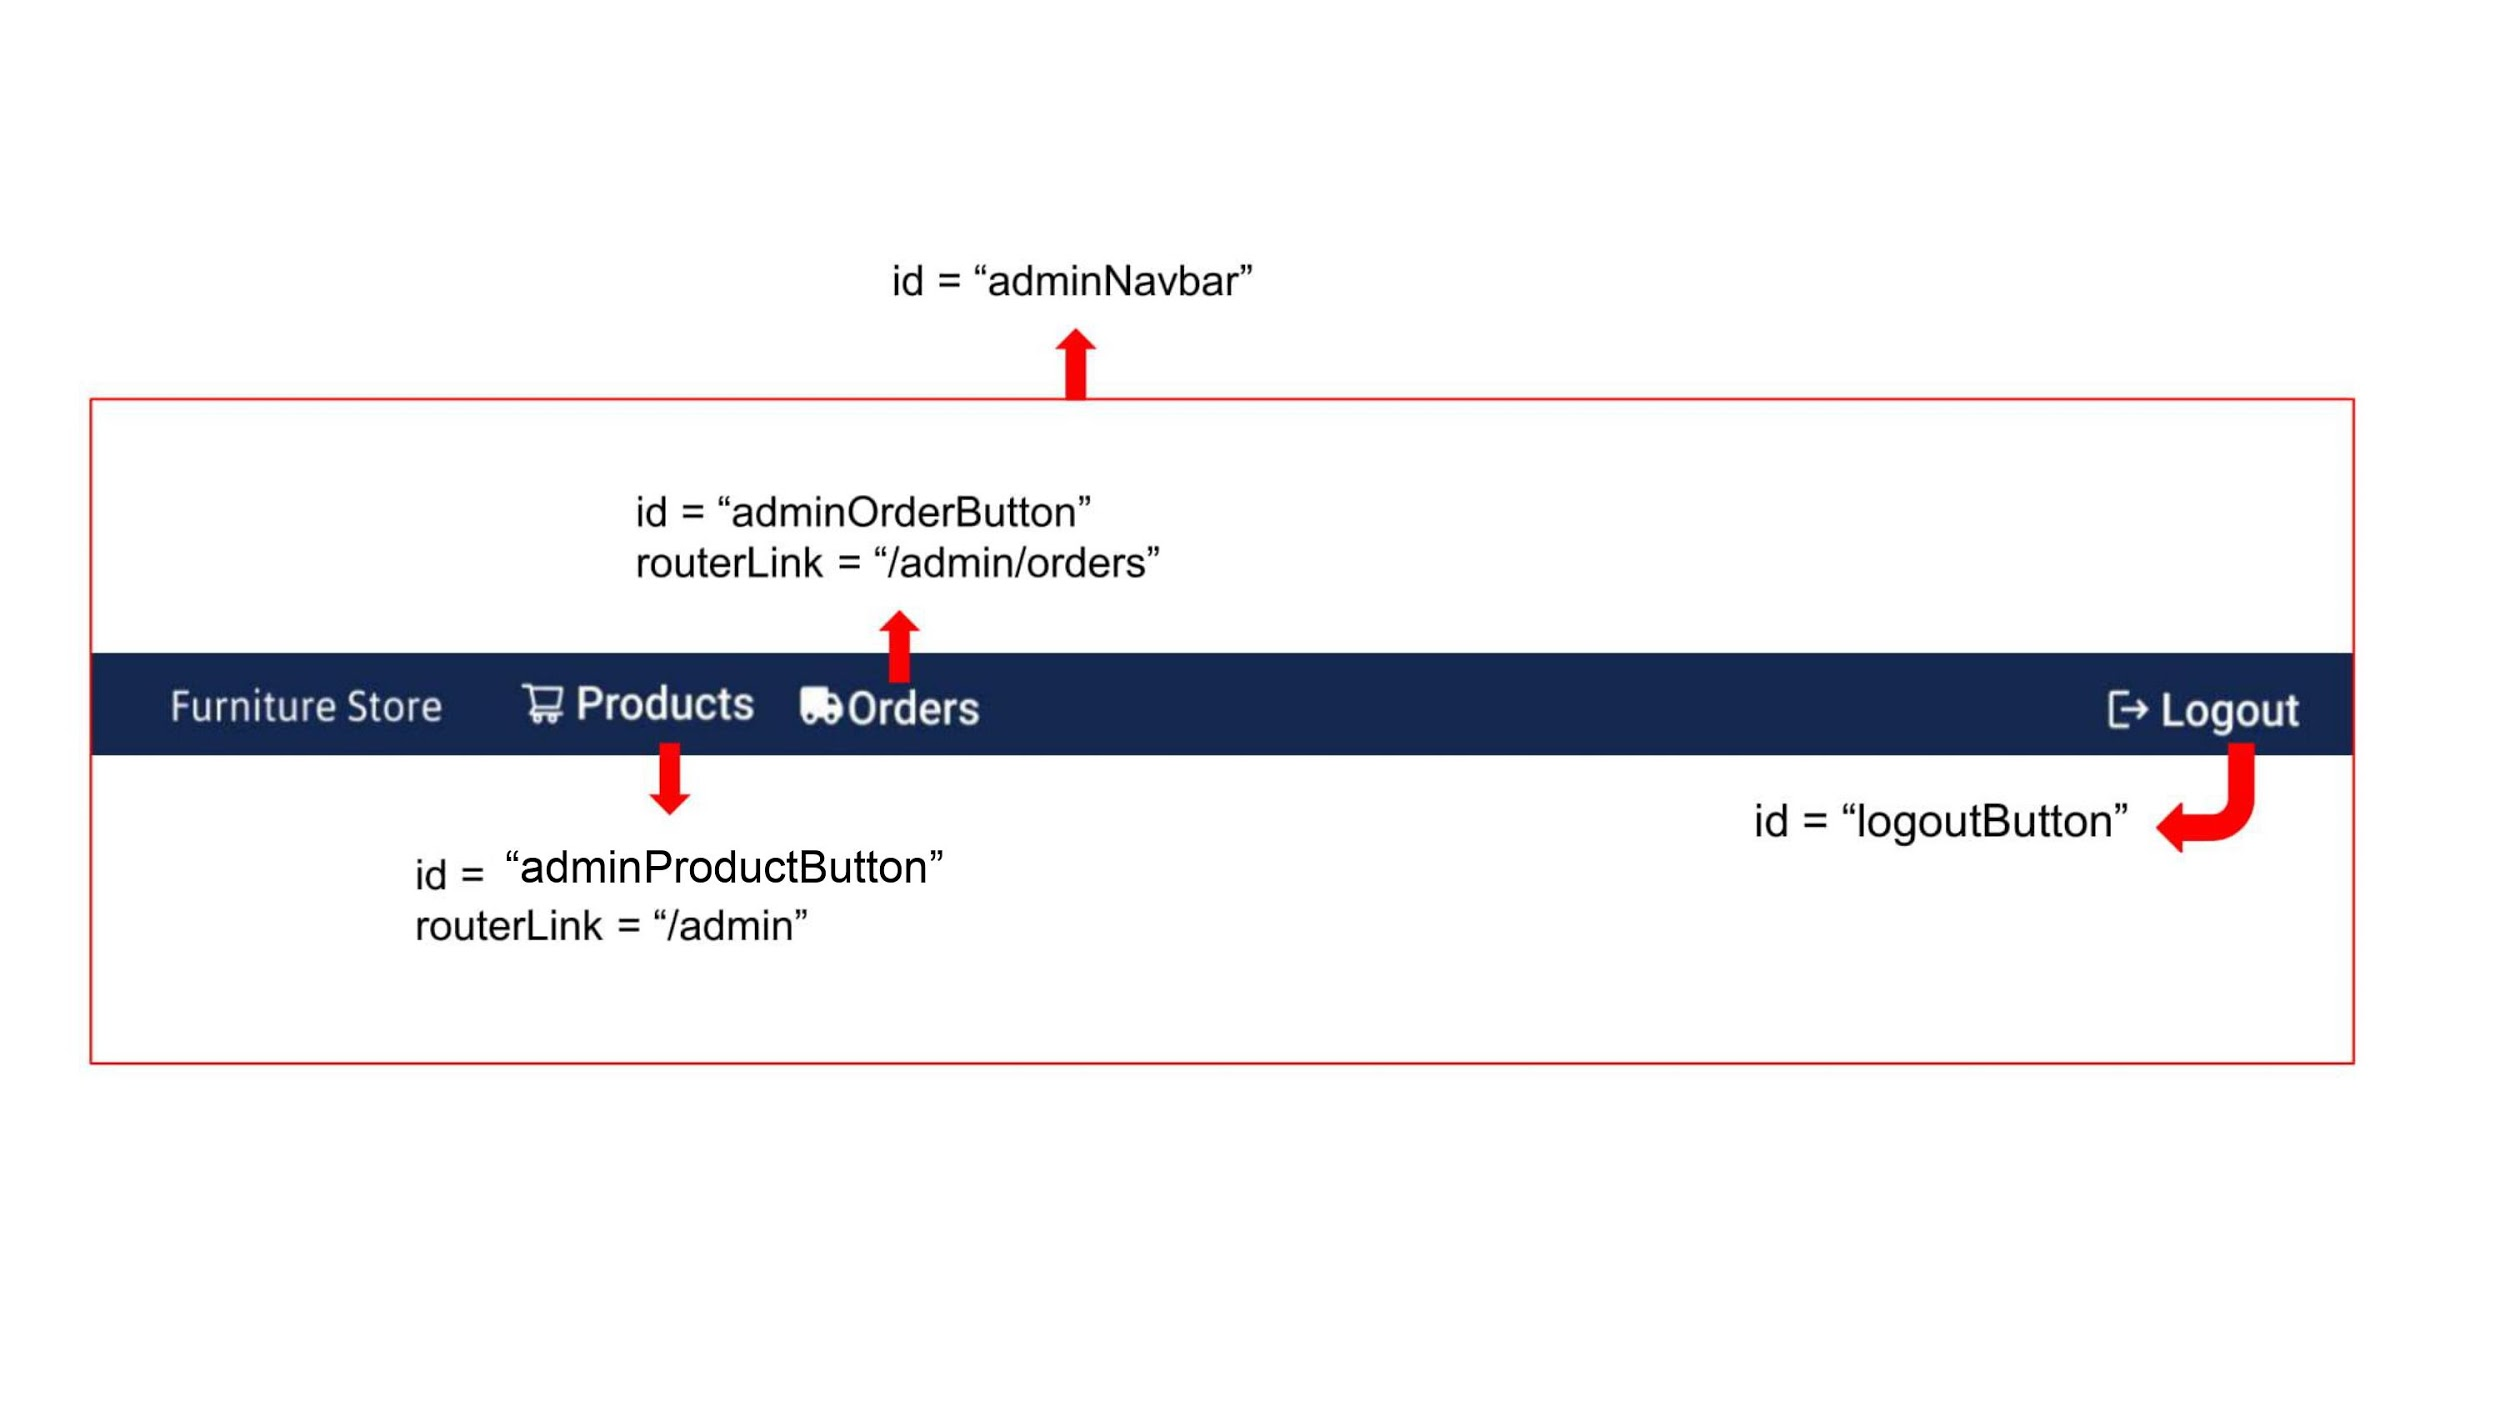 id = “adminNavbar”
id = “adminOrderButton”
routerLink = “/admin/orders”
Furniture Store Products Orders Logout
id = “logoutButton”
id = “adminProductButton”
routerLink = “/admin”